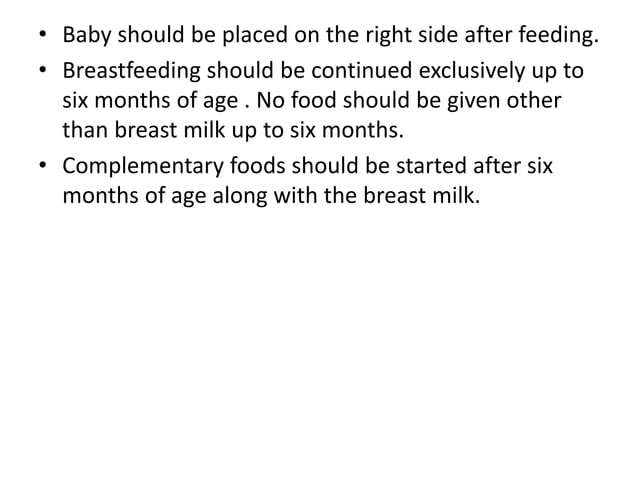 • Baby should be placed on the right side after feeding.
• Breastfeeding should be continued exclusively up to
six months of age . No food should be given other
than breast milk up to six months.
• Complementary foods should be started after six
months of age along with the breast milk.